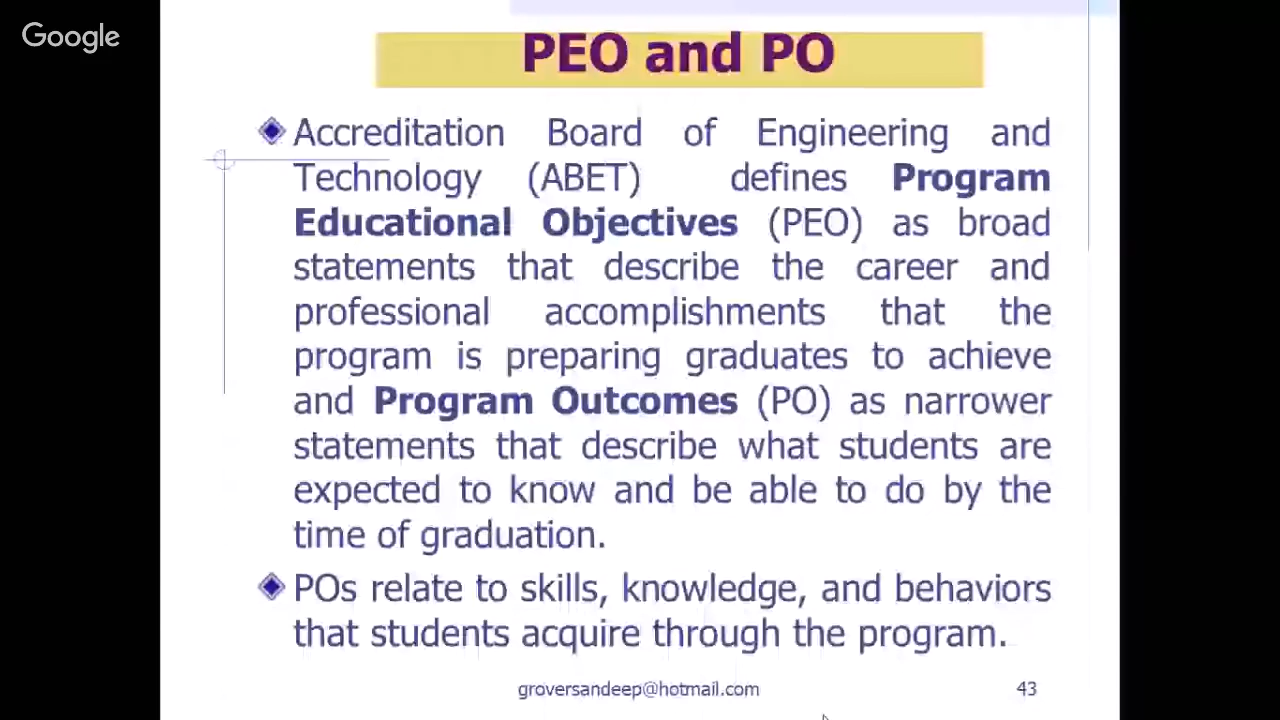 Google
PEO and PO
Accreditation Board of Engineering and
Technology (ABET) defines Program
Educational Objectives (PEO) as broad
statements that describe the career and
professional accomplishments that the
program is preparing graduates to achieve
and Program Outcomes (PO) as narrower
statements that describe what students are
expected to know and be able to do by the
time of graduation.
POs relate to skills, knowledge, and behaviors
that students acquire through the program.
groversandeep@hotmail.com 43